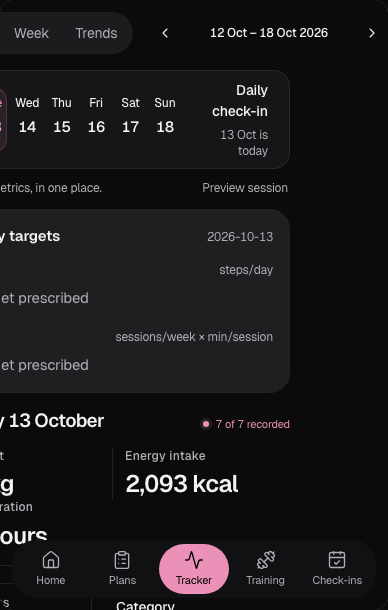 Week Trends 12 Oct – 18 Oct 2026
Wed Thu Fri Sat Sun
14 15 16 17 18
Daily
check-in
13 Oct is
today
etrics, in one place. Preview session
y targets 2026-10-13
steps/day
et prescribed
sessions/week × min/session
et prescribed
y 13 October 7 of 7 recorded
t Energy intake
g 2,093 kcal
ration
ours
Home Plans Tracker Training Check-ins
's Category